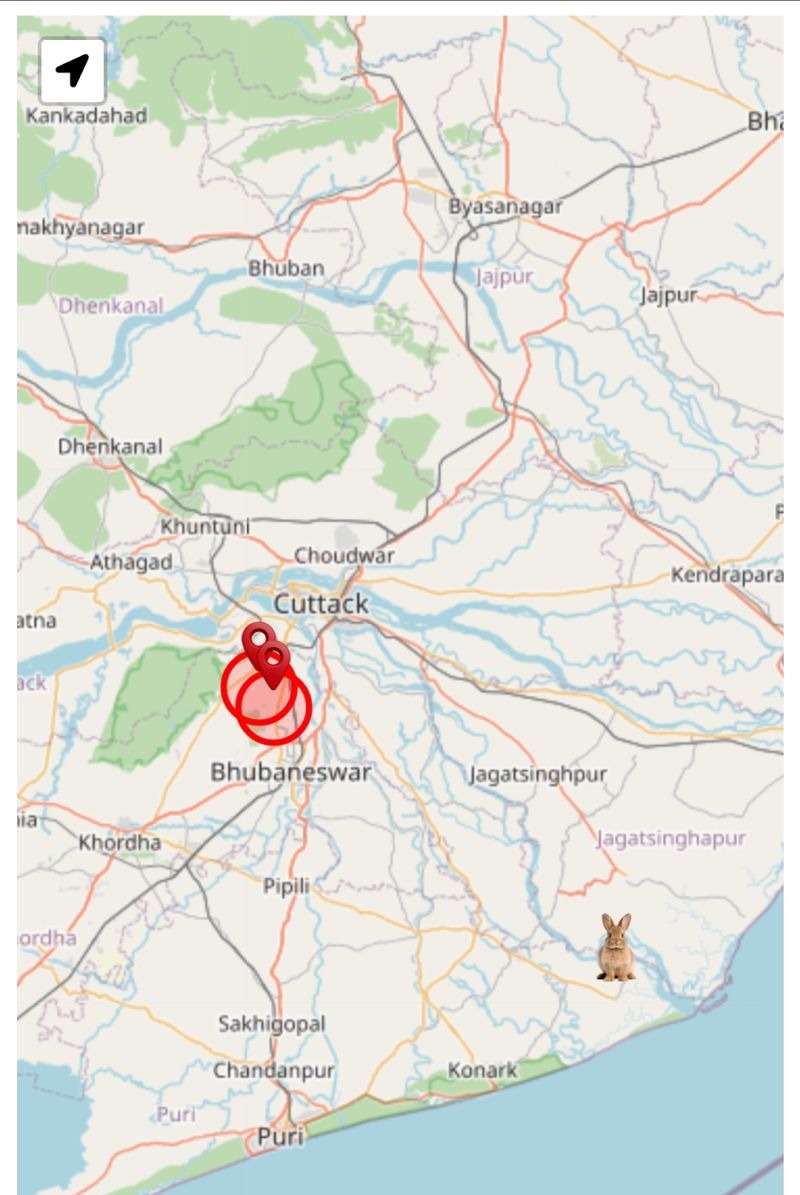 Kankadahad
Bha
Byasanagar
makhyanagar
Bhuban
Jajpur
Jajpur
Dhenkanal
Dhenkanal
Khuntuni
Choudwar
Athagad
Kendrapara
Cuttack
atna
ack
Bhubaneswar
Jagatsinghpur
nia
Khordha
Jagatsinghapur
Pipili
ordha
Sakhigopal
Chandanpur
Konark
Puri
Puri